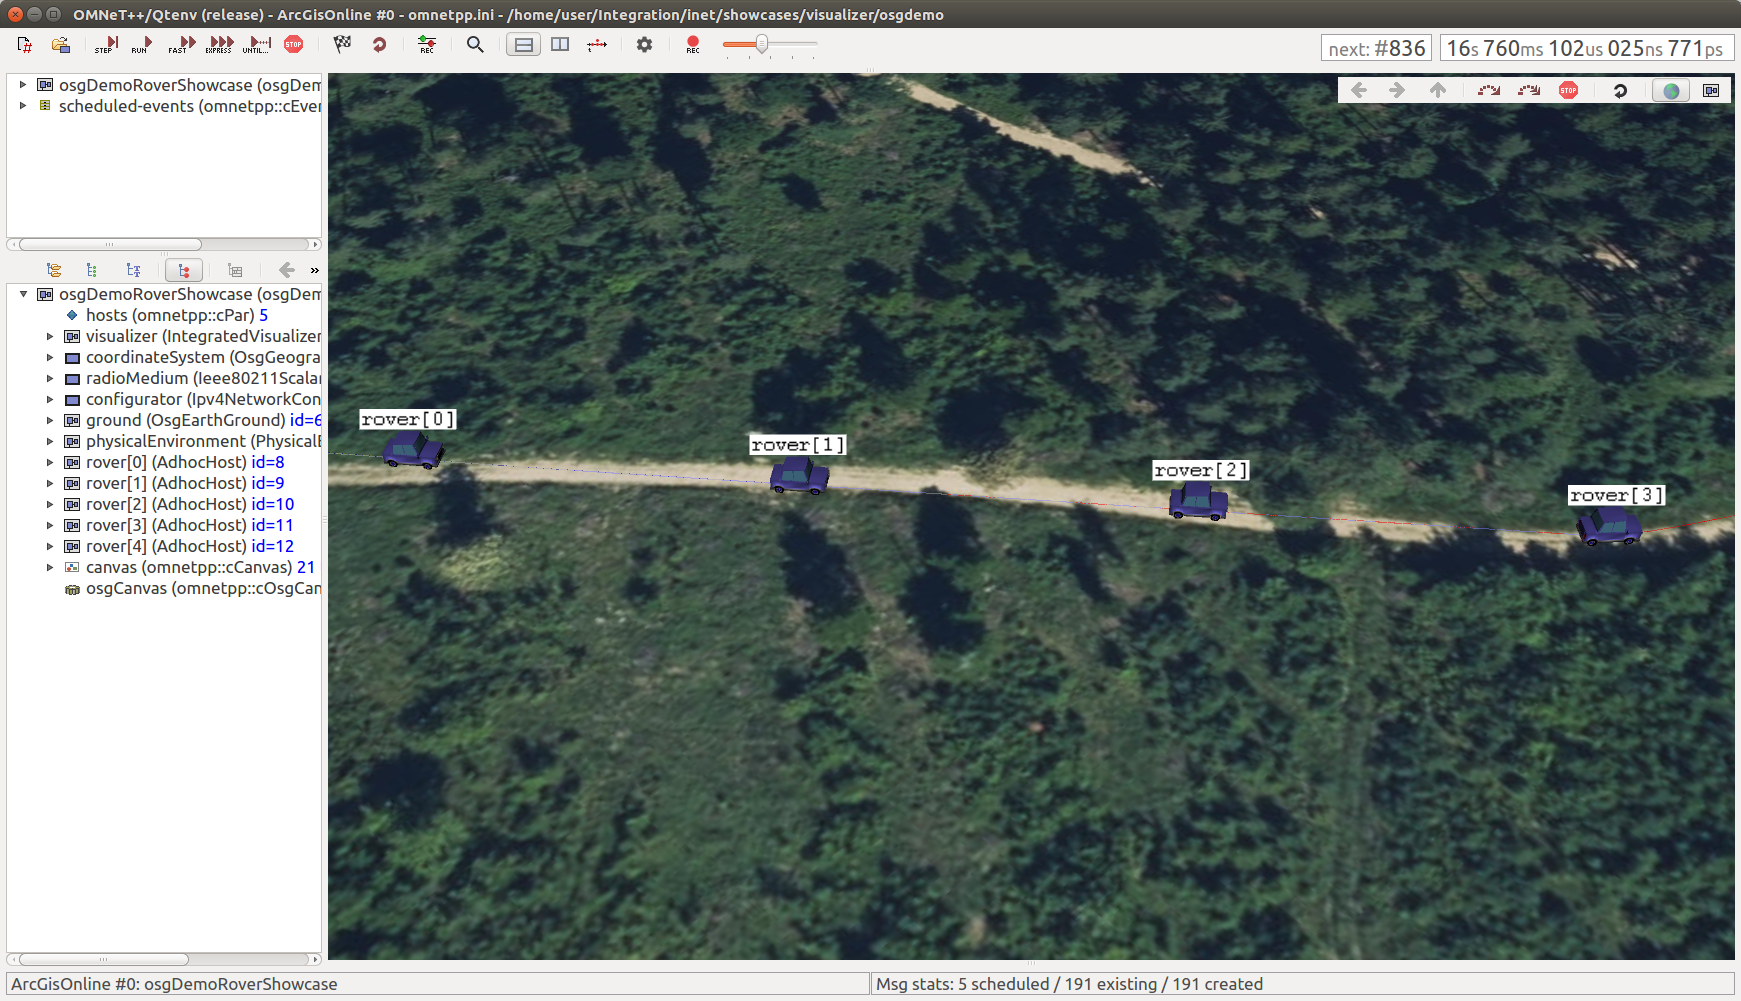 OMNeT++/Qtenv (release) - ArcGisOnline #0 - omnetpp.ini - /home/user/Integration/inet/showcases/visualizer/osgdemo
STEP RUN FAST EXPRESS UNTIL... STOP REC
next: #836 16s 760ms 102us 025ns 771ps
STOP
osgDemoRoverShowcase (osgDem
scheduled-events (omnetpp::cEver
»
osgDemoRoverShowcase (osgDem
hosts (omnetpp::cPar) 5
visualizer (IntegratedVisualizer
coordinateSystem (OsgGeogra
radioMedium (Ieee80211Scalar
configurator (Ipv4NetworkCon
ground (OsgEarthGround) id=6
physicalEnvironment (PhysicalE
rover[0] (AdhocHost) id=8
rover[1] (AdhocHost) id=9
rover[2] (AdhocHost) id=10
rover[3] (AdhocHost) id=11
rover[4] (AdhocHost) id=12
canvas (omnetpp::cCanvas) 21
osgCanvas (omnetpp::cOsgCan
rover[0]
rover[1]
rover[2]
rover[3]
ArcGisOnline #0: osgDemoRoverShowcase
Msg stats: 5 scheduled / 191 existing / 191 created